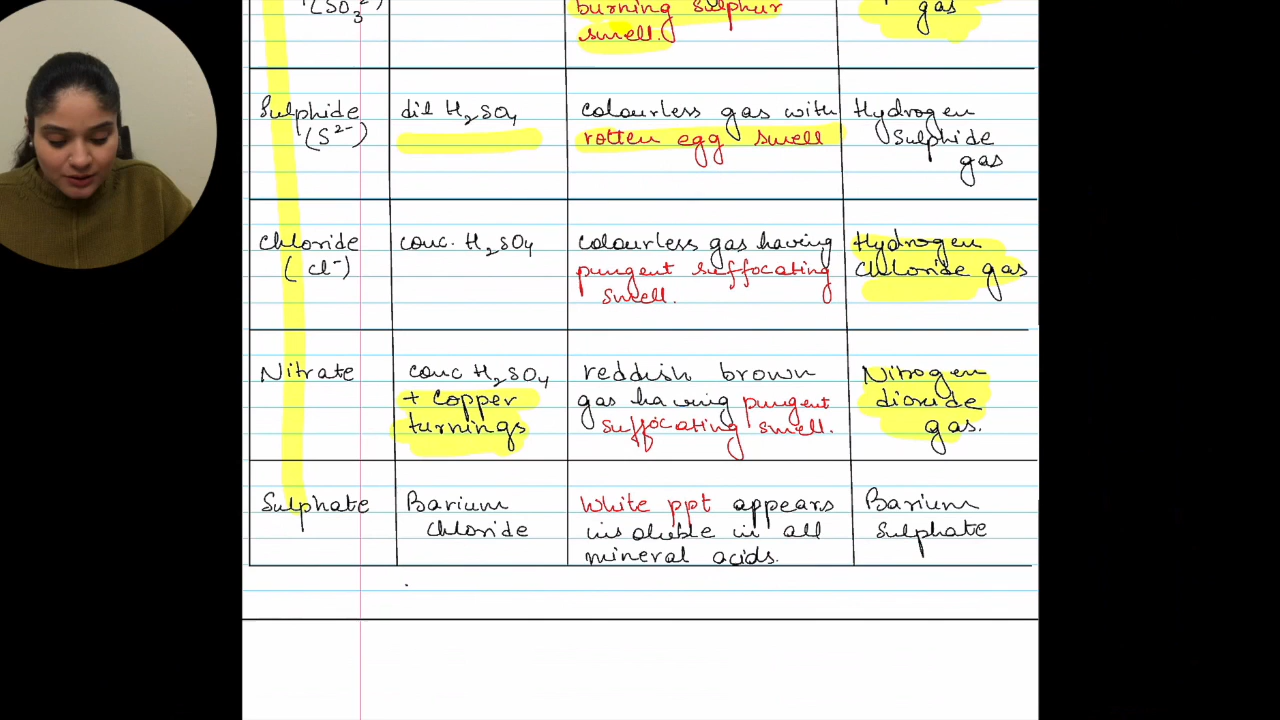 (SO₃²⁻)
burning sulphur
gas
smell.
Sulphide
dil H₂SO₄
colourless gas with
Hydrogen
(S²⁻)
rotten egg smell
Sulphide
gas
Chloride
conc. H₂SO₄
colourless gas having
Hydrogen
(Cl⁻)
pungent suffocating
Chloride gas
smell.
Nitrate
conc H₂SO₄
reddish brown
Nitrogen
+ Copper
gas having pungent
dioxide
turnings
suffocating smell.
gas.
Sulphate
Barium
White ppt appears
Barium
chloride
insoluble in all
Sulphate
mineral acids.